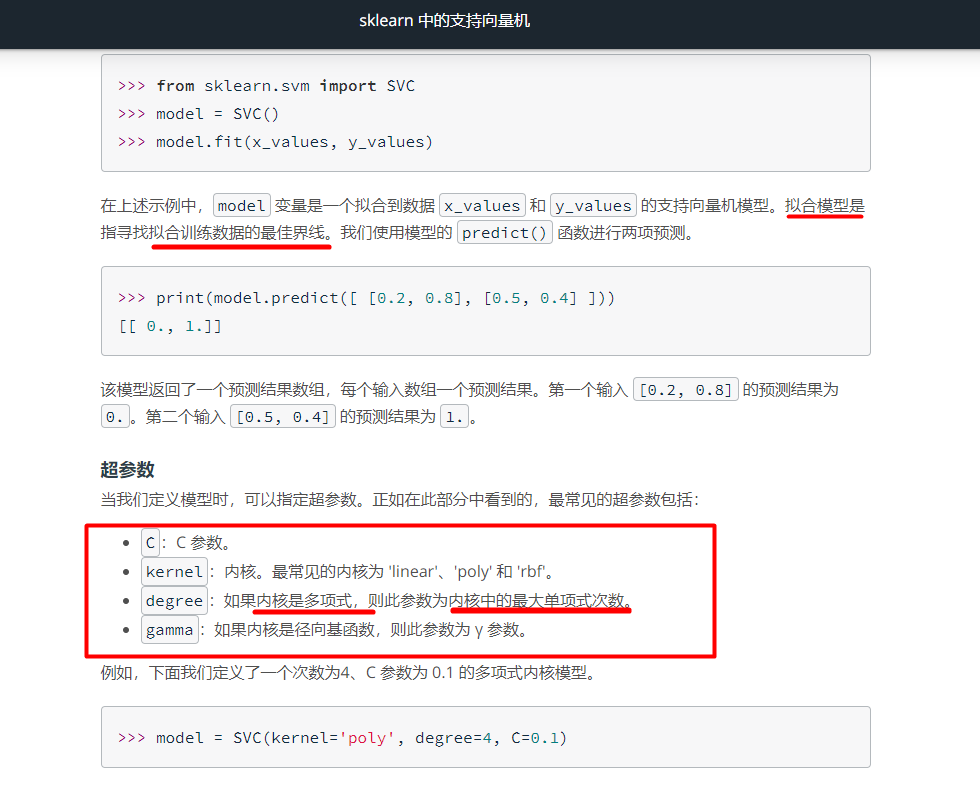 sklearn 中的支持向量机
>>> from sklearn.svm import SVC
>>> model = SVC()
>>> model.fit(x_values, y_values)
在上述示例中，model 变量是一个拟合到数据 x_values 和 y_values 的支持向量机模型。拟合模型是
指寻找拟合训练数据的最佳界线。我们使用模型的 predict() 函数进行两项预测。
>>> print(model.predict([ [0.2, 0.8], [0.5, 0.4] ]))
[[ 0., 1.]]
该模型返回了一个预测结果数组，每个输入数组一个预测结果。第一个输入 [0.2, 0.8] 的预测结果为
0.。第二个输入 [0.5, 0.4] 的预测结果为 1.。
超参数
当我们定义模型时，可以指定超参数。正如在此部分中看到的，最常见的超参数包括：
• C：C 参数。
• kernel：内核。最常见的内核为 'linear'、'poly' 和 'rbf'。
• degree：如果内核是多项式，则此参数为内核中的最大单项式次数。
• gamma：如果内核是径向基函数，则此参数为 γ 参数。
例如，下面我们定义了一个次数为4、C 参数为 0.1 的多项式内核模型。
>>> model = SVC(kernel='poly', degree=4, C=0.1)